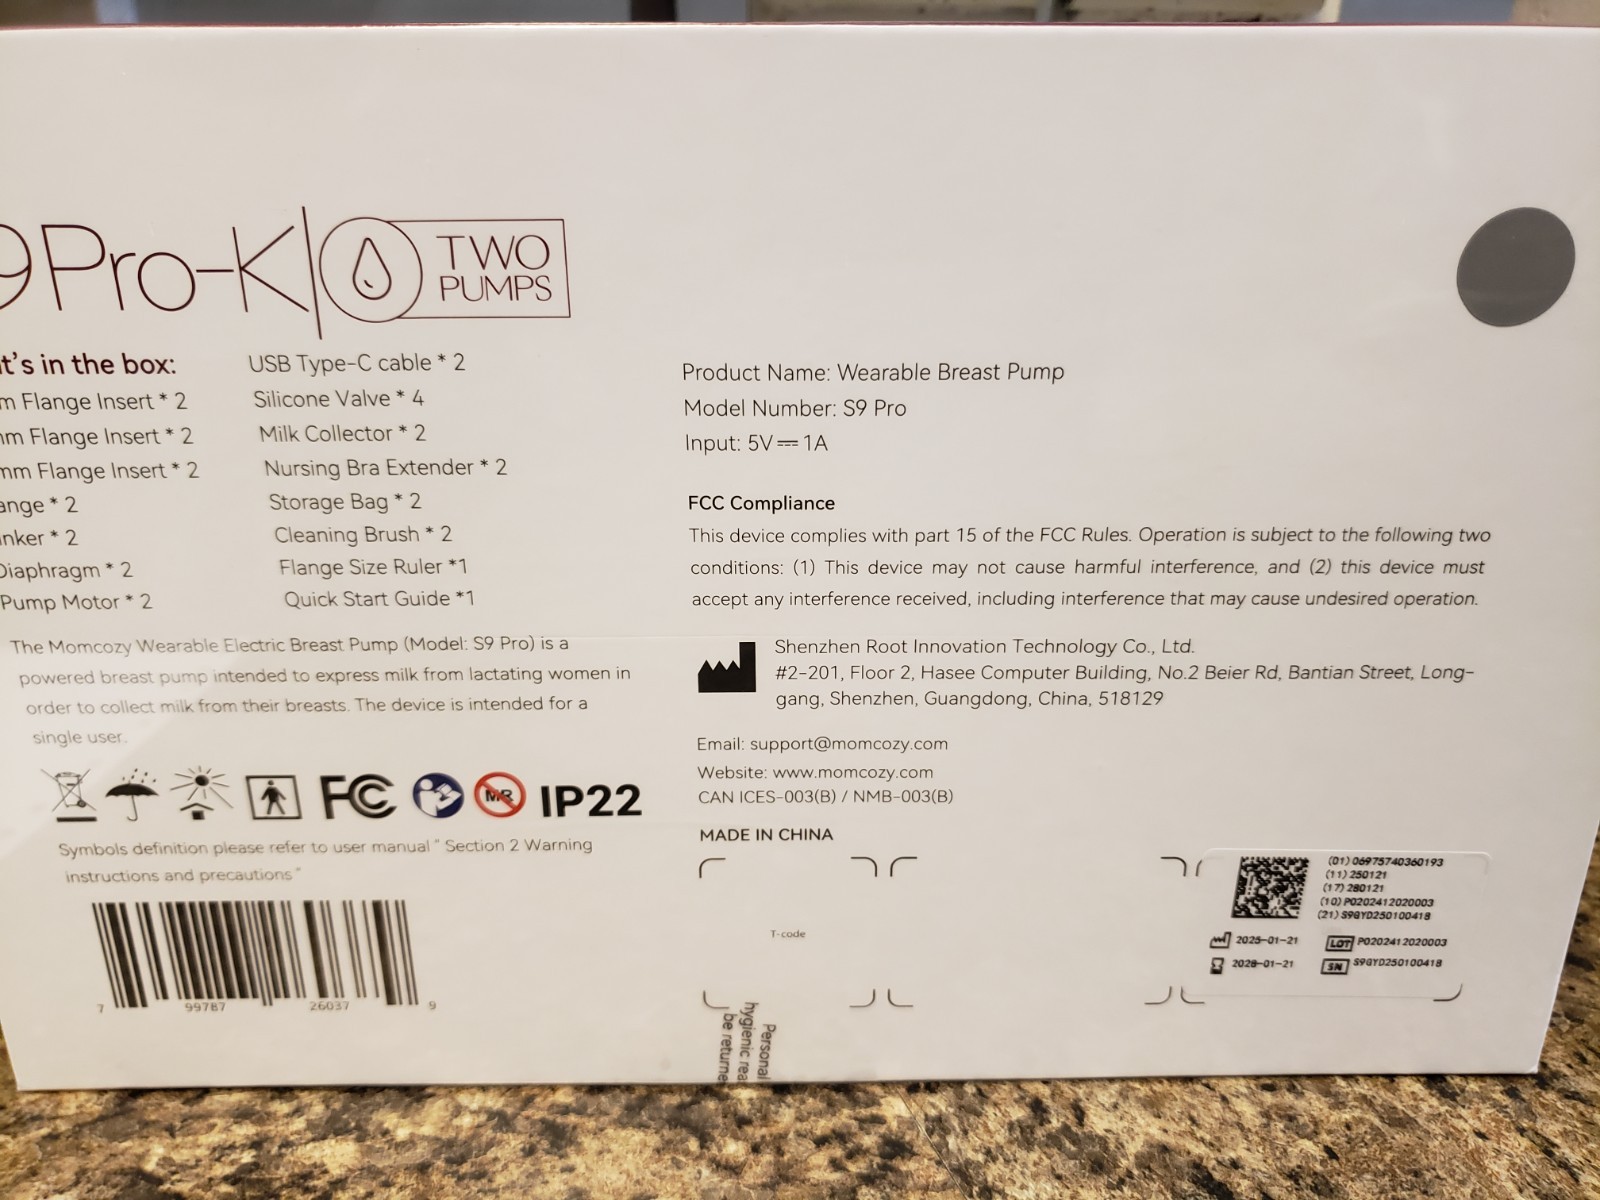 9 Pro-K
TWO
PUMPS
t's in the box:
m Flange Insert * 2
mm Flange Insert * 2
mm Flange Insert * 2
ange * 2
nker * 2
Diaphragm * 2
Pump Motor * 2
USB Type-C cable * 2
Silicone Valve * 4
Milk Collector * 2
Nursing Bra Extender * 2
Storage Bag * 2
Cleaning Brush * 2
Flange Size Ruler *1
Quick Start Guide *1
The Momcozy Wearable Electric Breast Pump (Model: S9 Pro) is a
powered breast pump intended to express milk from lactating women in
order to collect milk from their breasts. The device is intended for a
single user.
FC MR IP22
Symbols definition please refer to user manual " Section 2 Warning
instructions and precautions "
7 99787 26037 9
Product Name: Wearable Breast Pump
Model Number: S9 Pro
Input: 5V⎓1A
FCC Compliance
This device complies with part 15 of the FCC Rules. Operation is subject to the following two
conditions: (1) This device may not cause harmful interference, and (2) this device must
accept any interference received, including interference that may cause undesired operation.
Shenzhen Root Innovation Technology Co., Ltd.
#2-201, Floor 2, Hasee Computer Building, No.2 Beier Rd, Bantian Street, Long-
gang, Shenzhen, Guangdong, China, 518129
Email: support@momcozy.com
Website: www.momcozy.com
CAN ICES-003(B) / NMB-003(B)
MADE IN CHINA
T-code
Personal
hygienic rea
be returne
(01) 06975740360193
(11) 250121
(17) 280121
(10) P0202412020003
(21) S9GYD250100418
2025-01-21
LOT P0202412020003
2028-01-21
SN S9GYD250100418